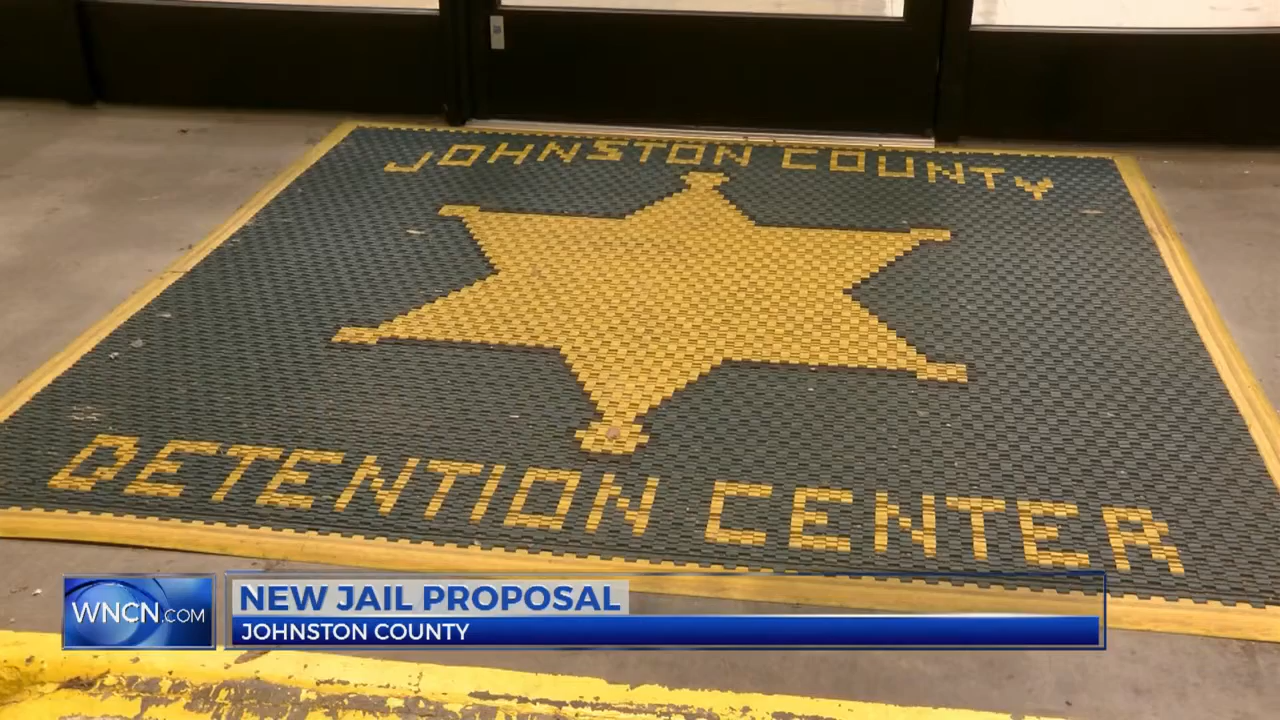 JOHNSTON COUNTY
DETENTION CENTER
WNCN.COM
NEW JAIL PROPOSAL
JOHNSTON COUNTY